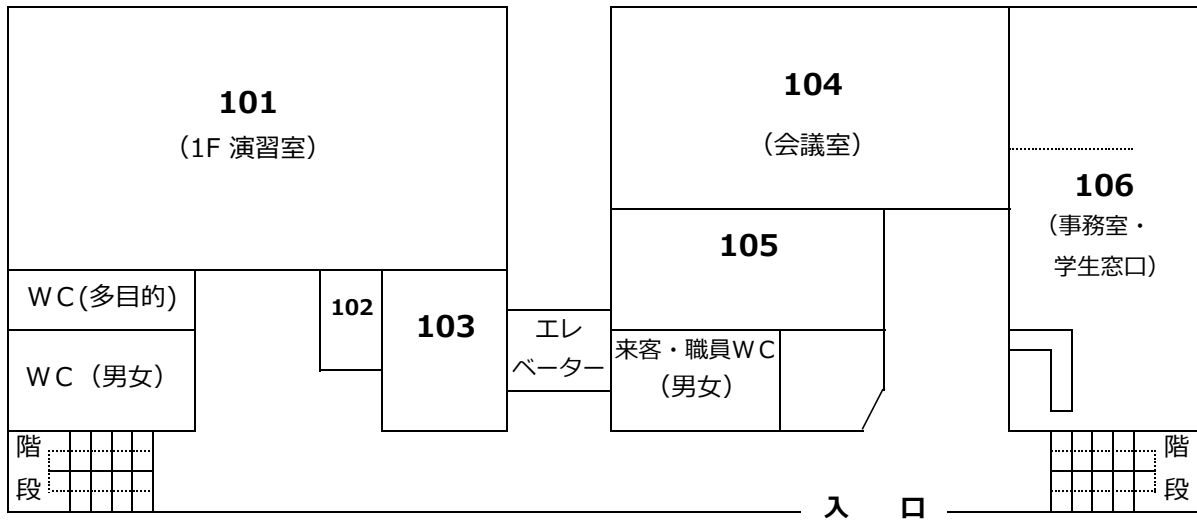 101
（1F 演習室）
104
（会議室）
106
（事務室・
学生窓口）
105
ＷＣ(多目的)
102
103
エレ
ベーター
来客・職員ＷＣ
（男女）
ＷＣ（男女）
階
段
階
段
入　口